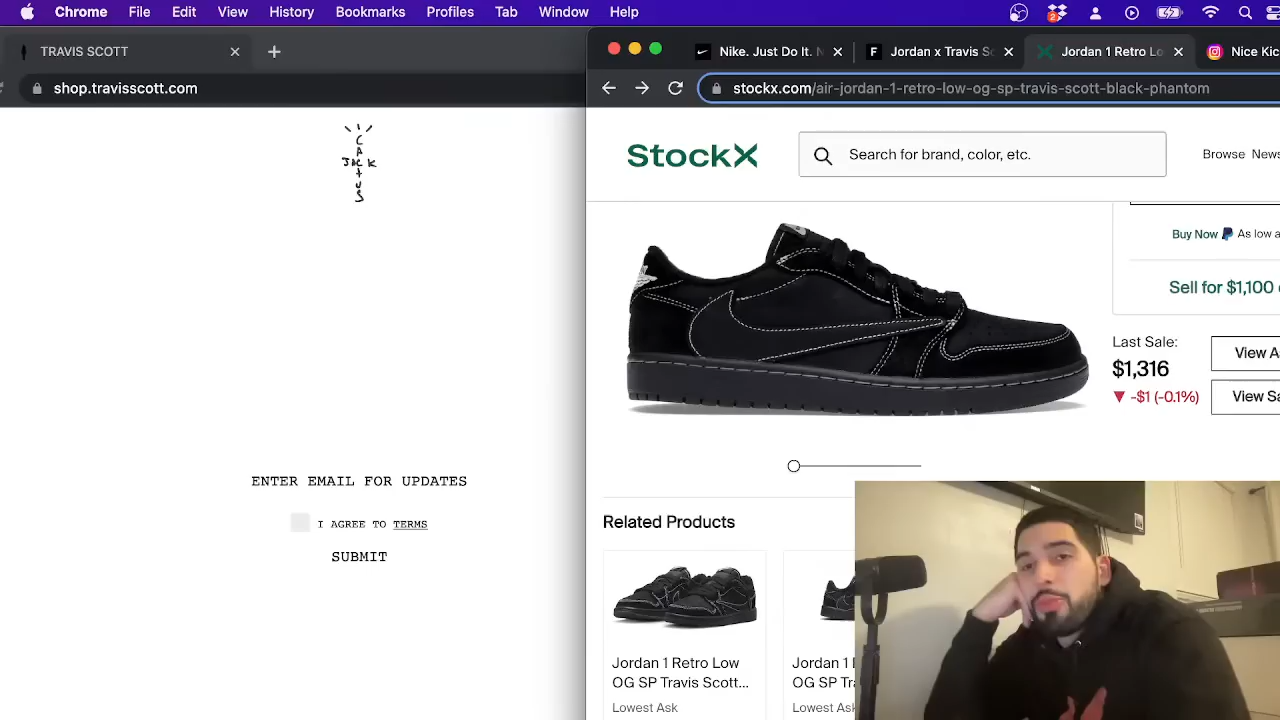 Chrome File Edit View History Bookmarks Profiles Tab Window Help
TRAVIS SCOTT
shop.travisscott.com
CACTUS
JACK
ENTER EMAIL FOR UPDATES
I AGREE TO TERMS
SUBMIT
Nike. Just Do It. N
Jordan x Travis Sc
Jordan 1 Retro Lo
Nice Kic
stockx.com/air-jordan-1-retro-low-og-sp-travis-scott-black-phantom
StockX
Search for brand, color, etc.
Browse News
Buy Now P As low a
Sell for $1,100
Last Sale:
$1,316
▼ -$1 (-0.1%)
View A
View Sa
Related Products
Jordan 1 Retro Low
OG SP Travis Scott...
Lowest Ask
Jordan 1
OG SP Tra
Lowest Ask